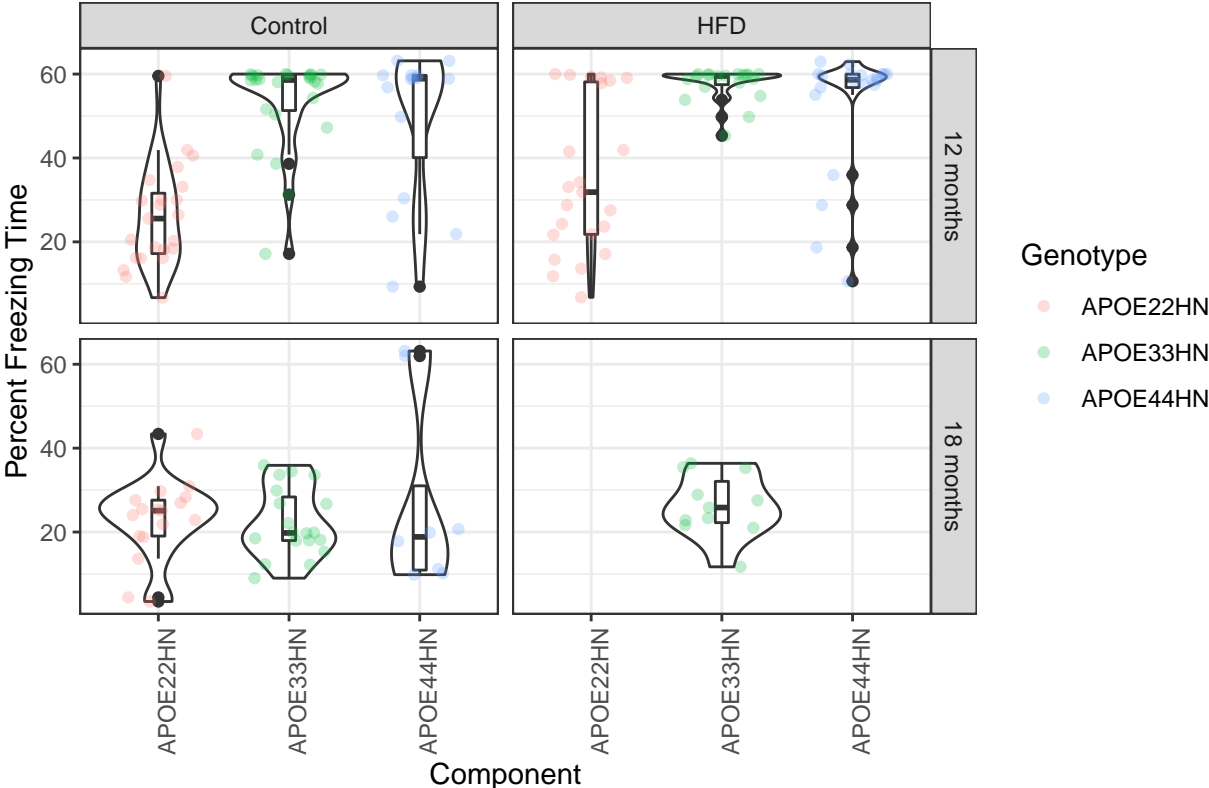 Control
HFD
60
40
20
12 months
60
40
20
18 months
Percent Freezing Time
APOE22HN
APOE33HN
APOE44HN
APOE22HN
APOE33HN
APOE44HN
Component
Genotype
APOE22HN
APOE33HN
APOE44HN